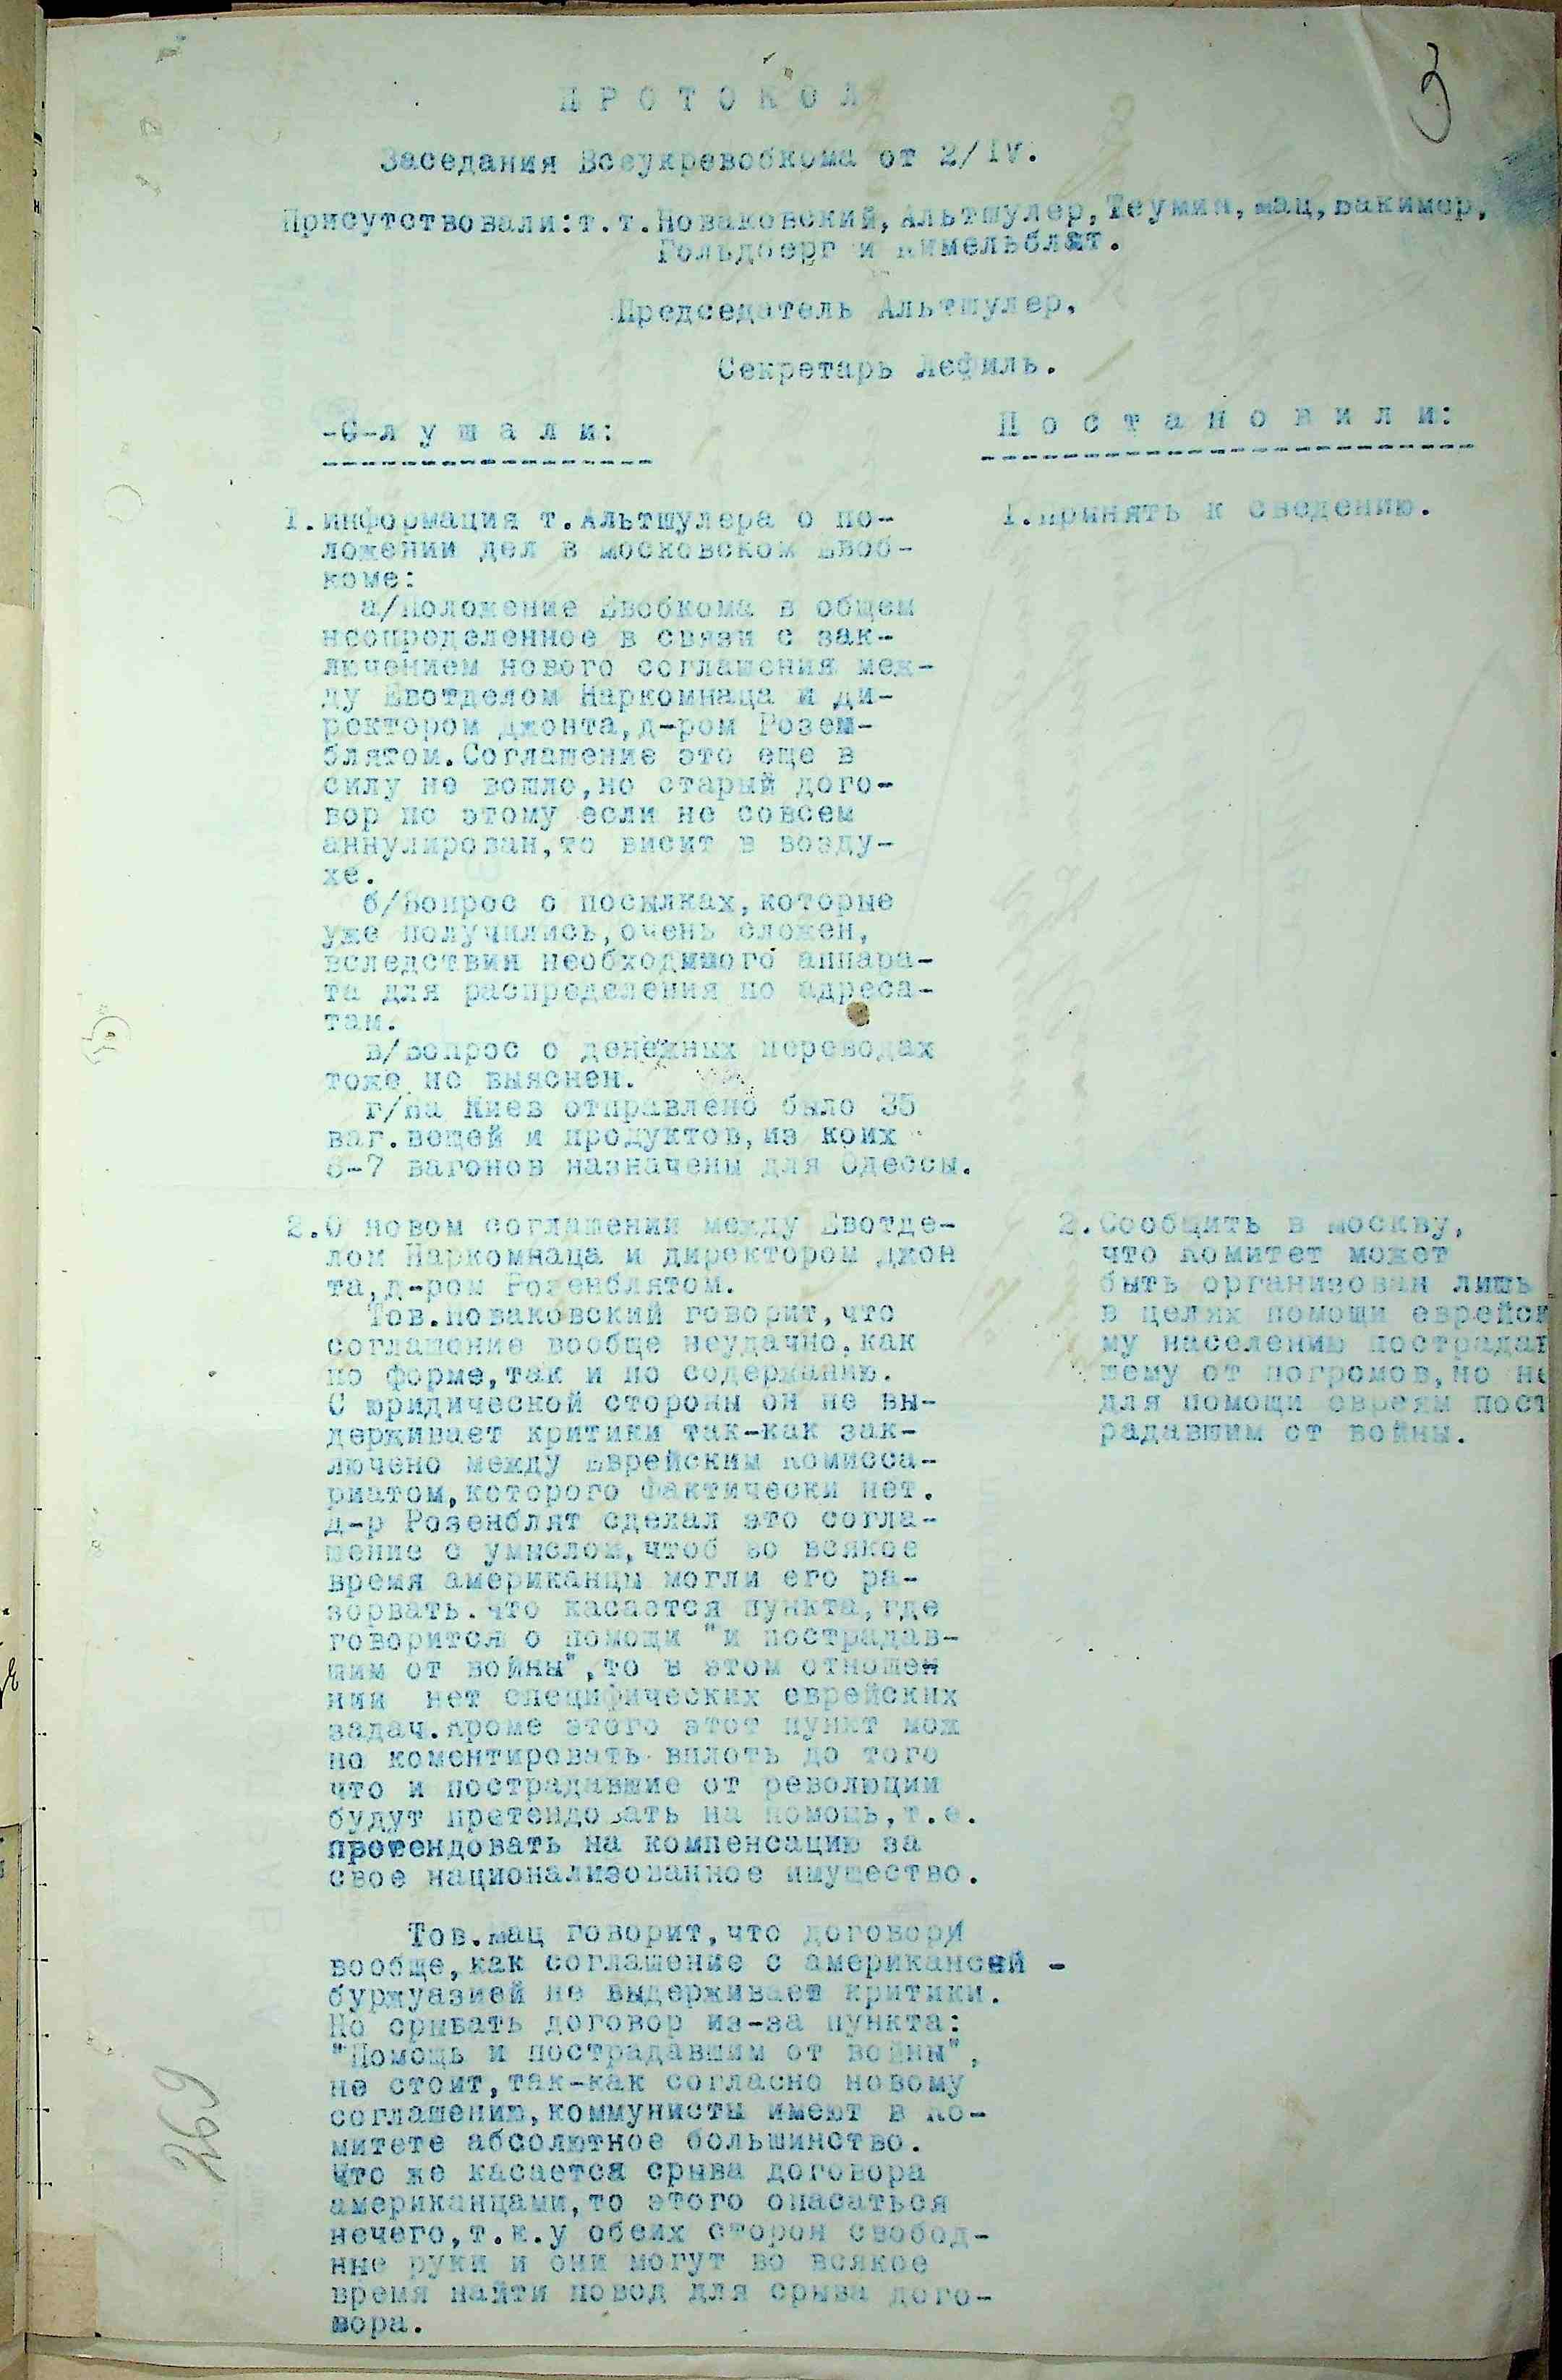 3
П Р О Т О К О Л
Заседания Всеукревобкома от 2/IV.
Присутствовали:т.т.Новаковский,Альтшулер,Теумин,Мац,Вакимер,
Гольдберг и Кимельблат.
Председатель Альтшулер.
Секретарь Лефиль.
-С-л у ш а л и:
П о с т а н о в и л и:
1.Информация т.Альтшулера о по-
ложении дел в Московском Евоб-
коме:
а/Положение Евобкома в общем
неопределенное в связи с зак-
лючением нового соглашения меж-
ду Евотделом Наркомнаца и ди-
ректором Джонта,д-ром Розем-
блятом.Соглашение это еще в
силу не вошло,но старый дого-
вор по этому если не совсем
аннулирован,то висит в возду-
хе.
б/Вопрос о посылках,которые
уже получились,очень сложен,
вследствия необходимого аппара-
та для распределения по адреса-
там.
в/Вопрос о денежных переводах
тоже не выяснен.
г/На Киев отправлено было 35
ваг.вещей и продуктов,из коих
6-7 вагонов назначены для Одессы.
1.Принять к сведению.
2.О новом соглашении между Евотде-
лом Наркомнаца и директором Джон
та,д-ром Розенблятом.
Тов.Новаковский говорит,что
соглашение вообще неудачно,как
по форме,так и по содержанию.
С юридической стороны он не вы-
держивает критики так-как зак-
лючено между Еврейским Комисса-
риатом,которого фактически нет.
Д-р Розенблят сделал это согла-
шение с умыслом,чтоб во всякое
время американцы могли его ра-
зорвать.Что касается пункта,где
говорится о помощи "и пострадав-
шим от войны",то в этом отношен
нии нет специфических еврейских
задач.Кроме этого этот пункт мож
но коментировать вплоть до того
что и пострадавшие от революции
будут претендовать на помощь,т.е.
претендовать на компенсацию за
свое национализованное имущество.
2.Сообщить в Москву,
что Комитет может
быть организован лишь
в целях помощи еврейск
му населению пострадав
шему от погромов,но не
для помощи евреям пост
радавшим от войны.
Тов.Мац говорит,что договоры
вообще,как соглашение с американсей -
буржуазией не выдерживает критики.
Но срывать договор из-за пункта:
"Помощь и пострадавшим от войны",
не стоит,так-как согласно новому
соглашению,коммунисты имеют в Ко-
митете абсолютное большинство.
Что же касается срыва договора
американцами,то этого опасаться
нечего,т.к.у обеих сторон свобод-
ные руки и они могут во всякое
время найти повод для срыва дого-
вора.
269